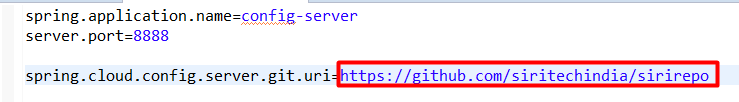 spring.application.name=config-server
server.port=8888
spring.cloud.config.server.git.uri=https://github.com/siritechindia/sirirepo